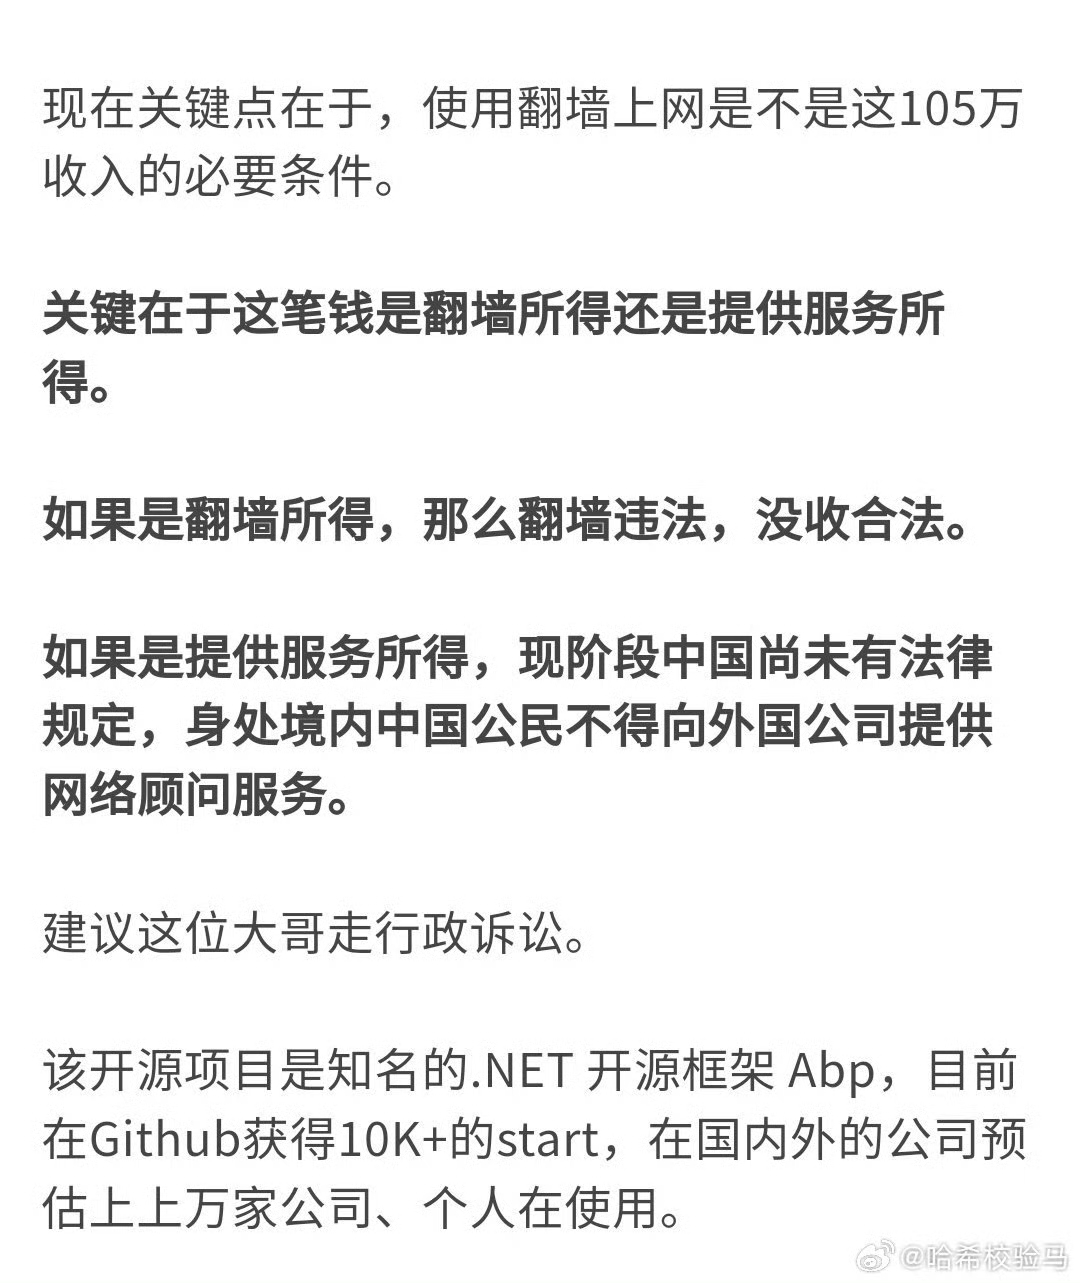 现在关键点在于，使用翻墙上网是不是这105万
收入的必要条件。
关键在于这笔钱是翻墙所得还是提供服务所
得。
如果是翻墙所得，那么翻墙违法，没收合法。
如果是提供服务所得，现阶段中国尚未有法律
规定，身处境内中国公民不得向外国公司提供
网络顾问服务。
建议这位大哥走行政诉讼。
该开源项目是知名的.NET 开源框架 Abp，目前
在Github获得10K+的start，在国内外的公司预
估上上万家公司、个人在使用。
@哈希校验马